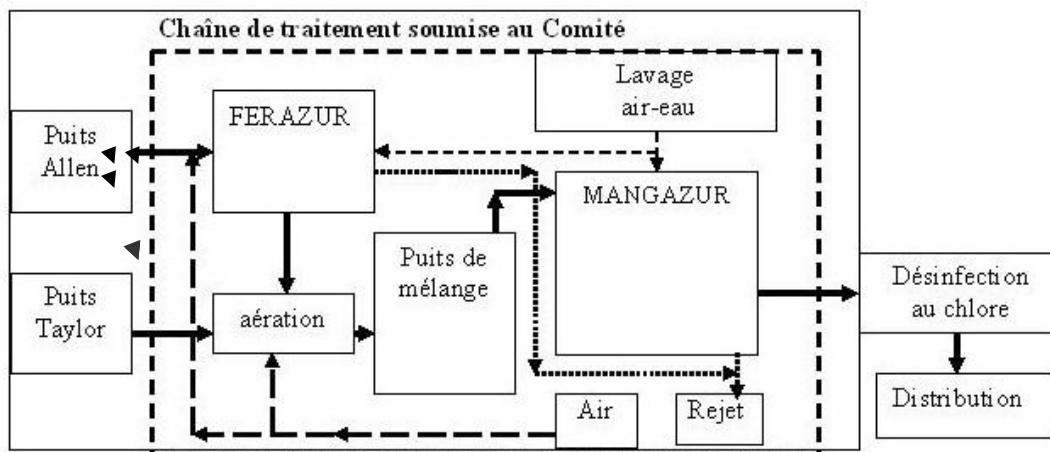 Chaîne de traitement soumise au Comité
Lavage
air-eau
Puits
Allen
FERAZUR
MANGAZUR
Puits de
mélange
Puits
Taylor
aération
Désinfection
au chlore
Air
Rejet
Distribution